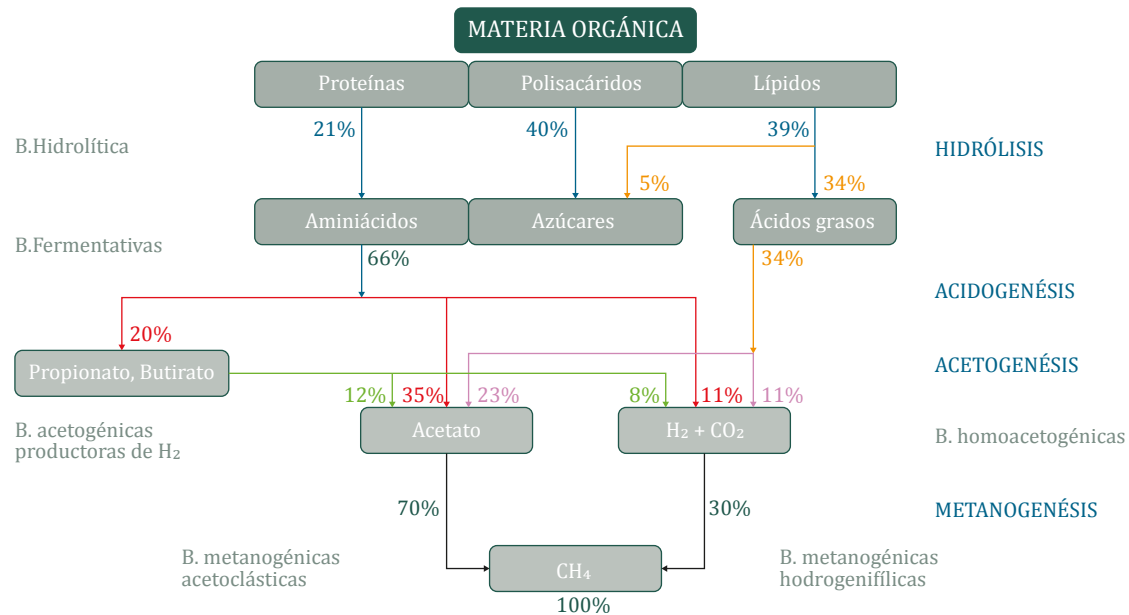 MATERIA ORGÁNICA
Proteínas
Polisacáridos
Lípidos
21%
40%
39%
B.Hidrolítica
HIDRÓLISIS
5%
34%
Aminiácidos
Azúcares
Ácidos grasos
B.Fermentativas
66%
34%
ACIDOGENÉSIS
20%
Propionato, Butirato
ACETOGENÉSIS
12%
35%
23%
8%
11%
11%
Acetato
H₂ + CO₂
B. acetogénicas
productoras de H₂
B. homoacetogénicas
70%
30%
METANOGENÉSIS
B. metanogénicas
acetoclásticas
CH₄
B. metanogénicas
hodrogenifílicas
100%